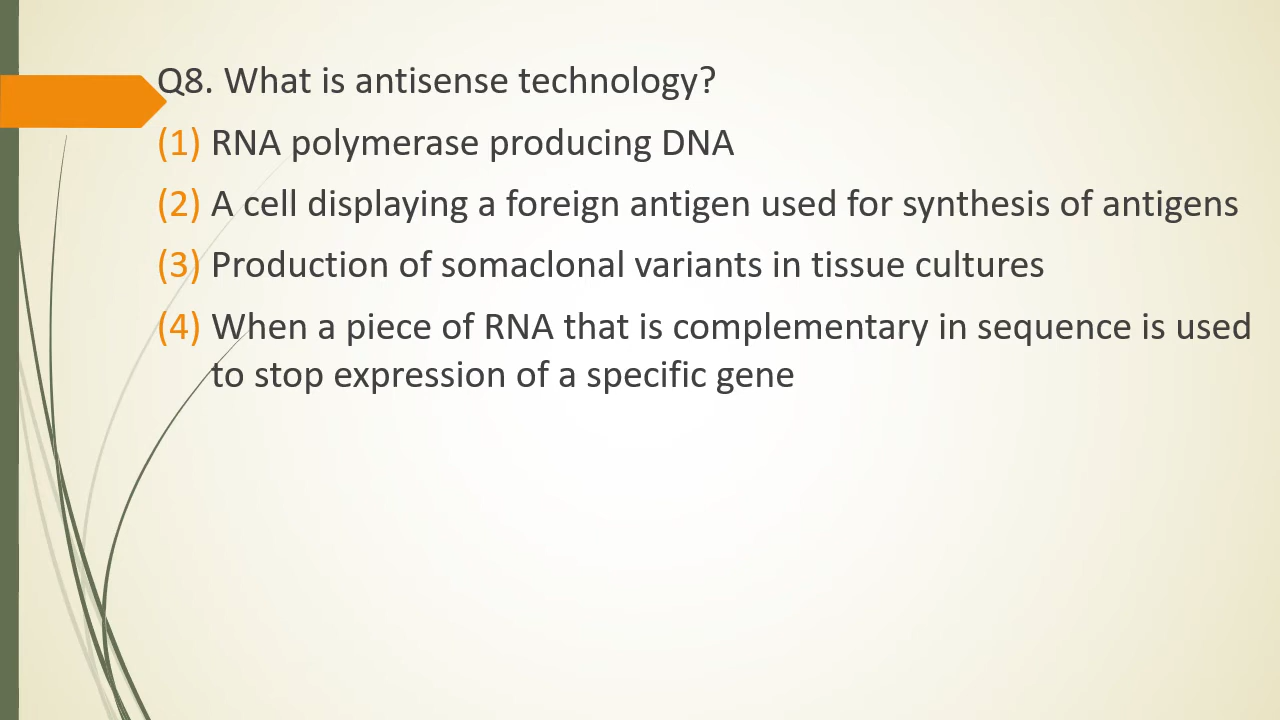 Q8. What is antisense technology?
(1) RNA polymerase producing DNA
(2) A cell displaying a foreign antigen used for synthesis of antigens
(3) Production of somaclonal variants in tissue cultures
(4) When a piece of RNA that is complementary in sequence is used
to stop expression of a specific gene